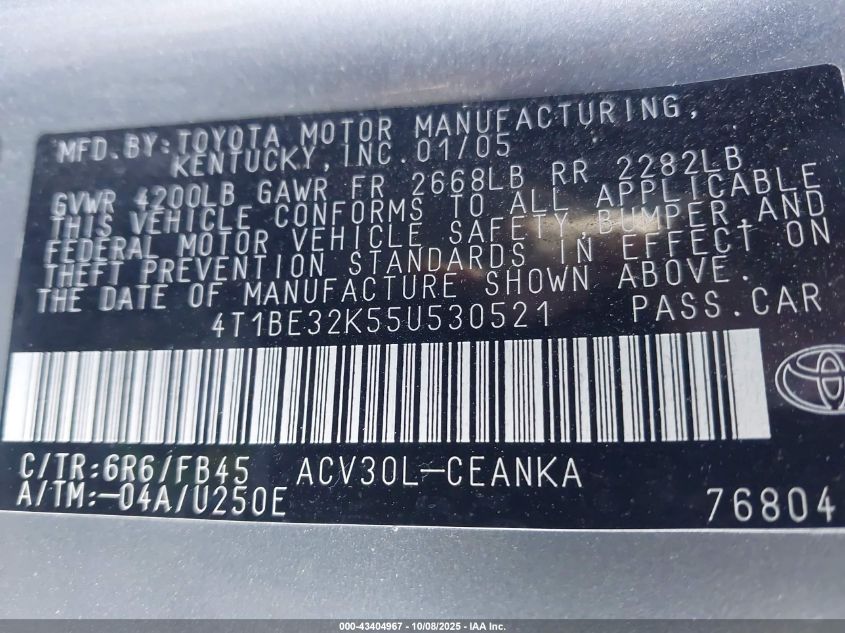 MFD. BY: TOYOTA MOTOR MANUFACTURING,
KENTUCKY, INC. 01/05
GVWR 4200LB GAWR FR 2668LB RR 2282LB
THIS VEHICLE CONFORMS TO ALL APPLICABLE
FEDERAL MOTOR VEHICLE SAFETY, BUMPER, AND
THEFT PREVENTION STANDARDS IN EFFECT ON
THE DATE OF MANUFACTURE SHOWN ABOVE.
4T1BE32K55U530521 PASS.CAR
C/TR:6R6/FB45 ACV30L-CEANKA
A/TM:-04A/U250E 76804
000-43404967 - 10/08/2025 - IAA Inc.